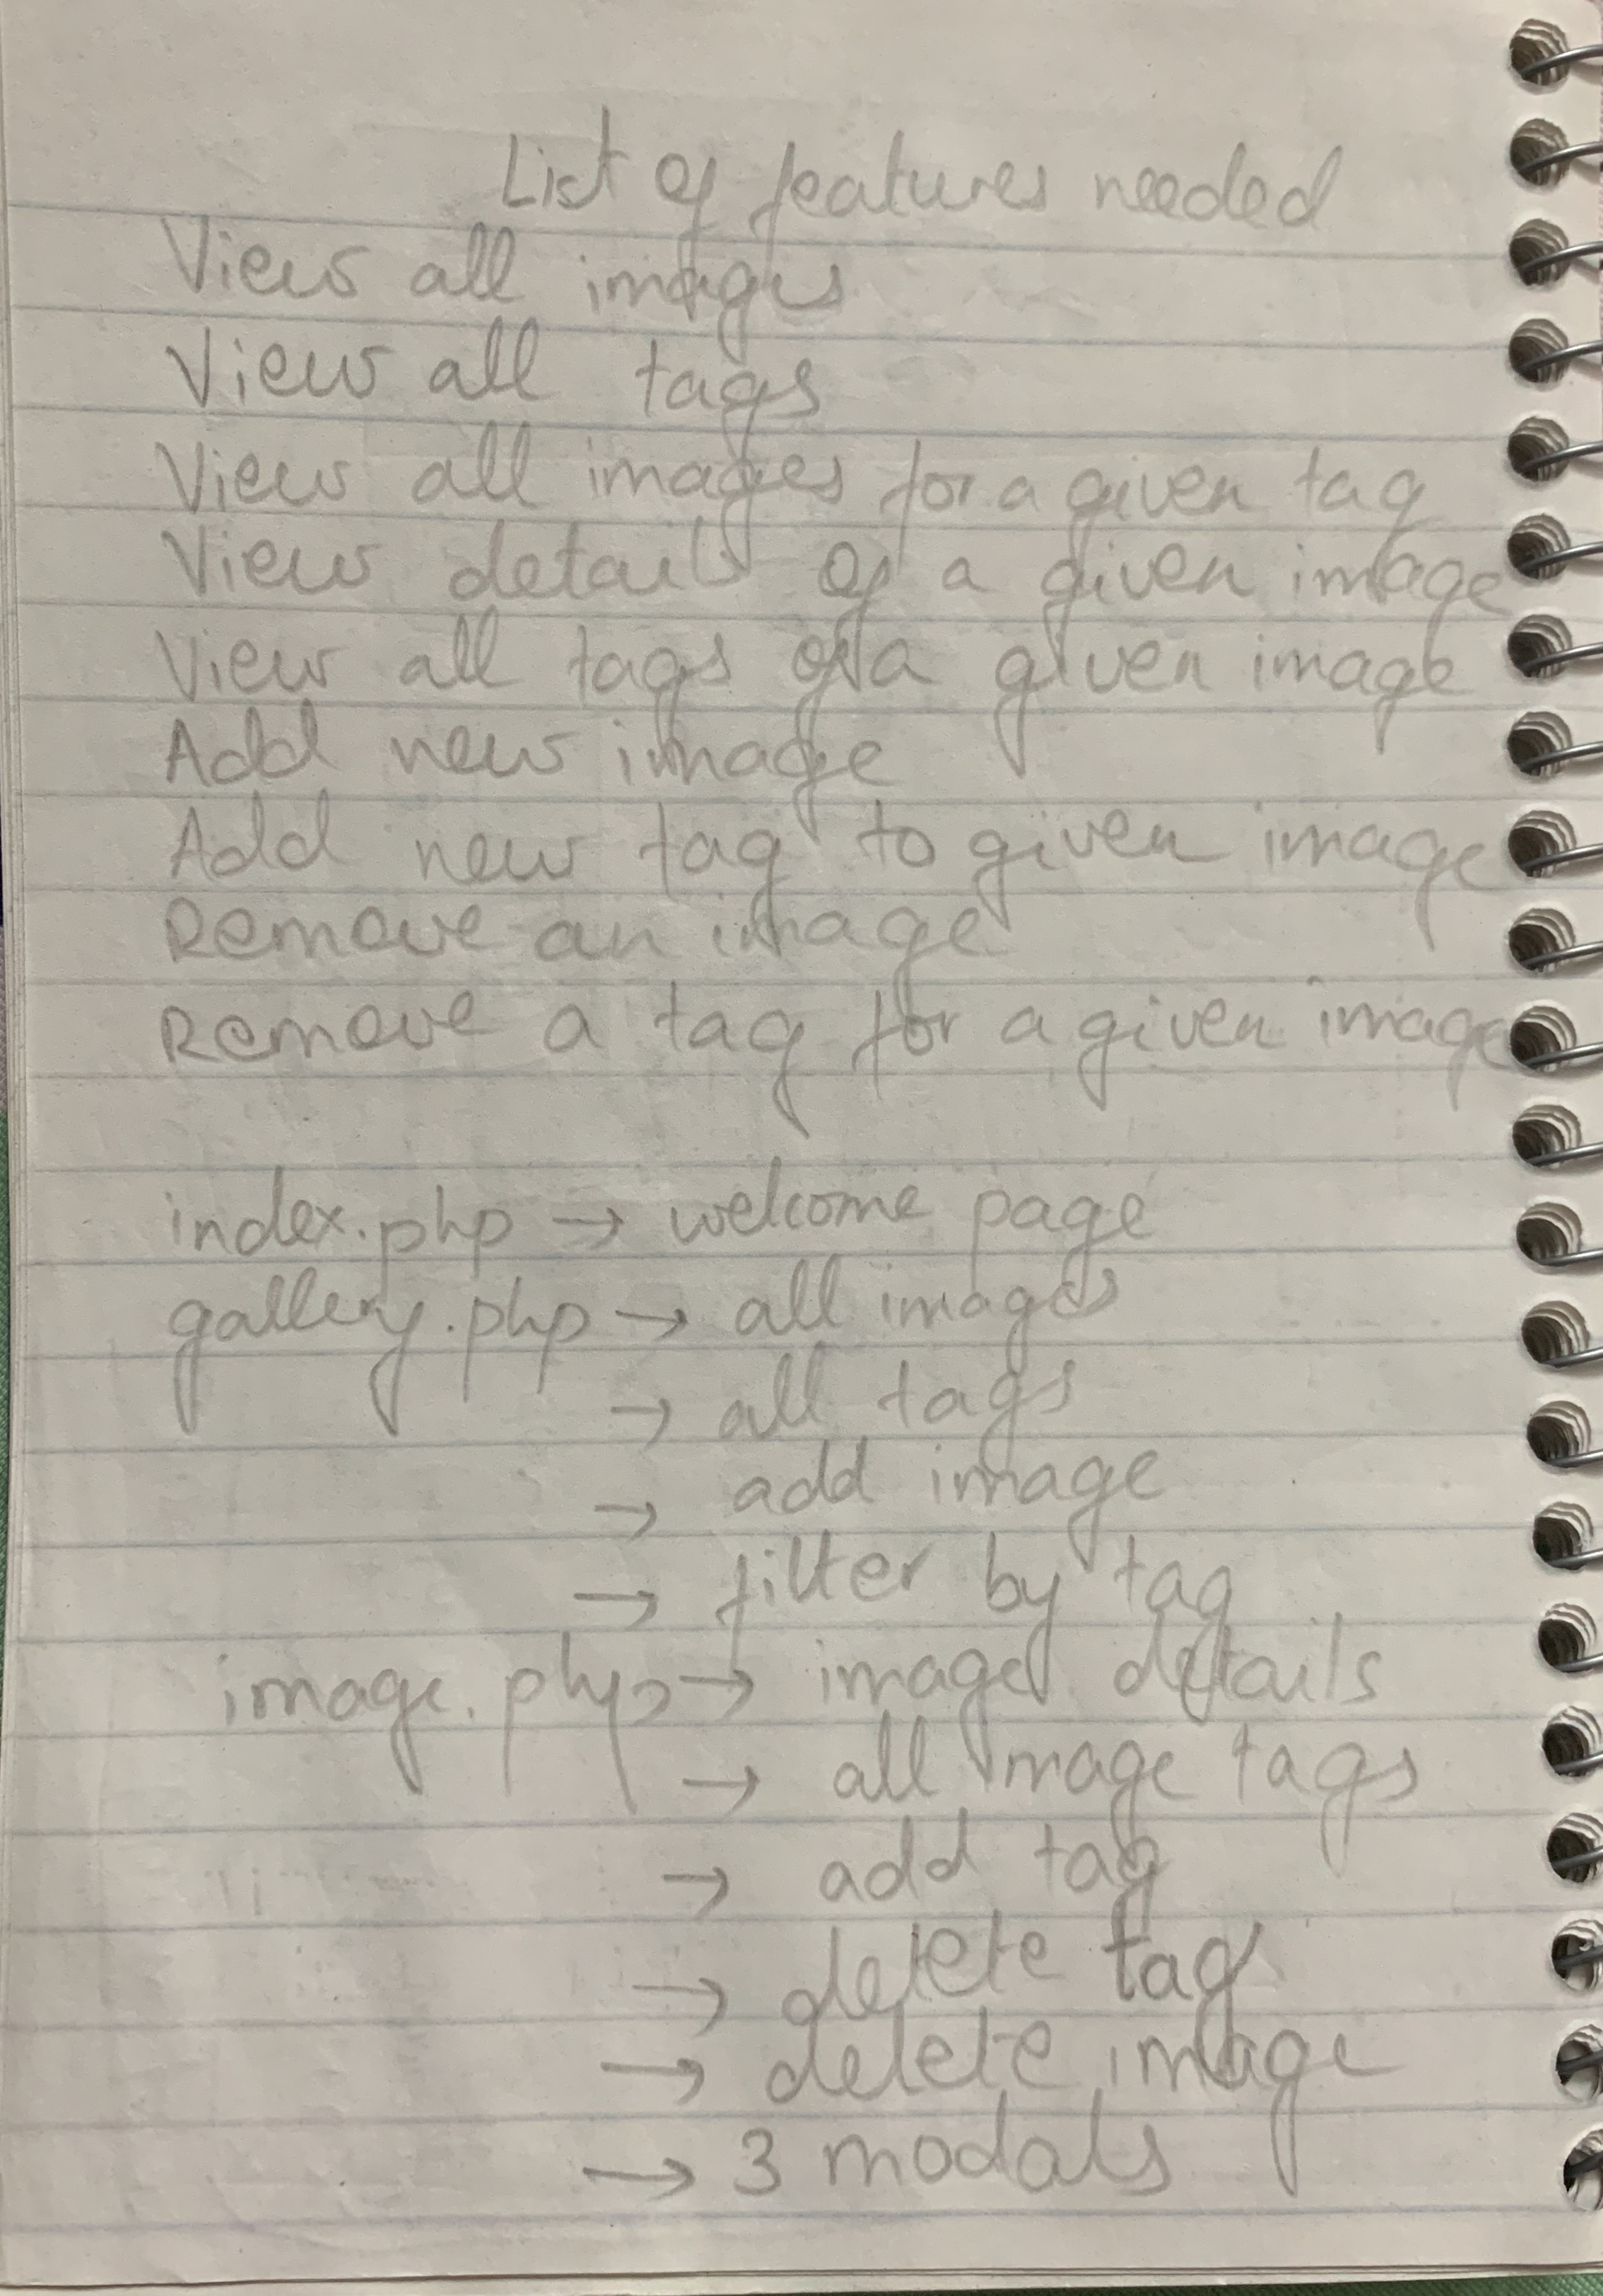 List of features needed
View all images
View all tags
View all images for a given tag
View details of a given image
View all tags of a given image
Add new image
Add new tag to given image
Remove an image
Remove a tag for a given image
index.php → welcome page
gallery.php → all images
→ all tags
→ add image
→ filter by tag
image.php → image details
→ all image tags
→ add tag
→ delete tag
→ delete image
→ 3 modals